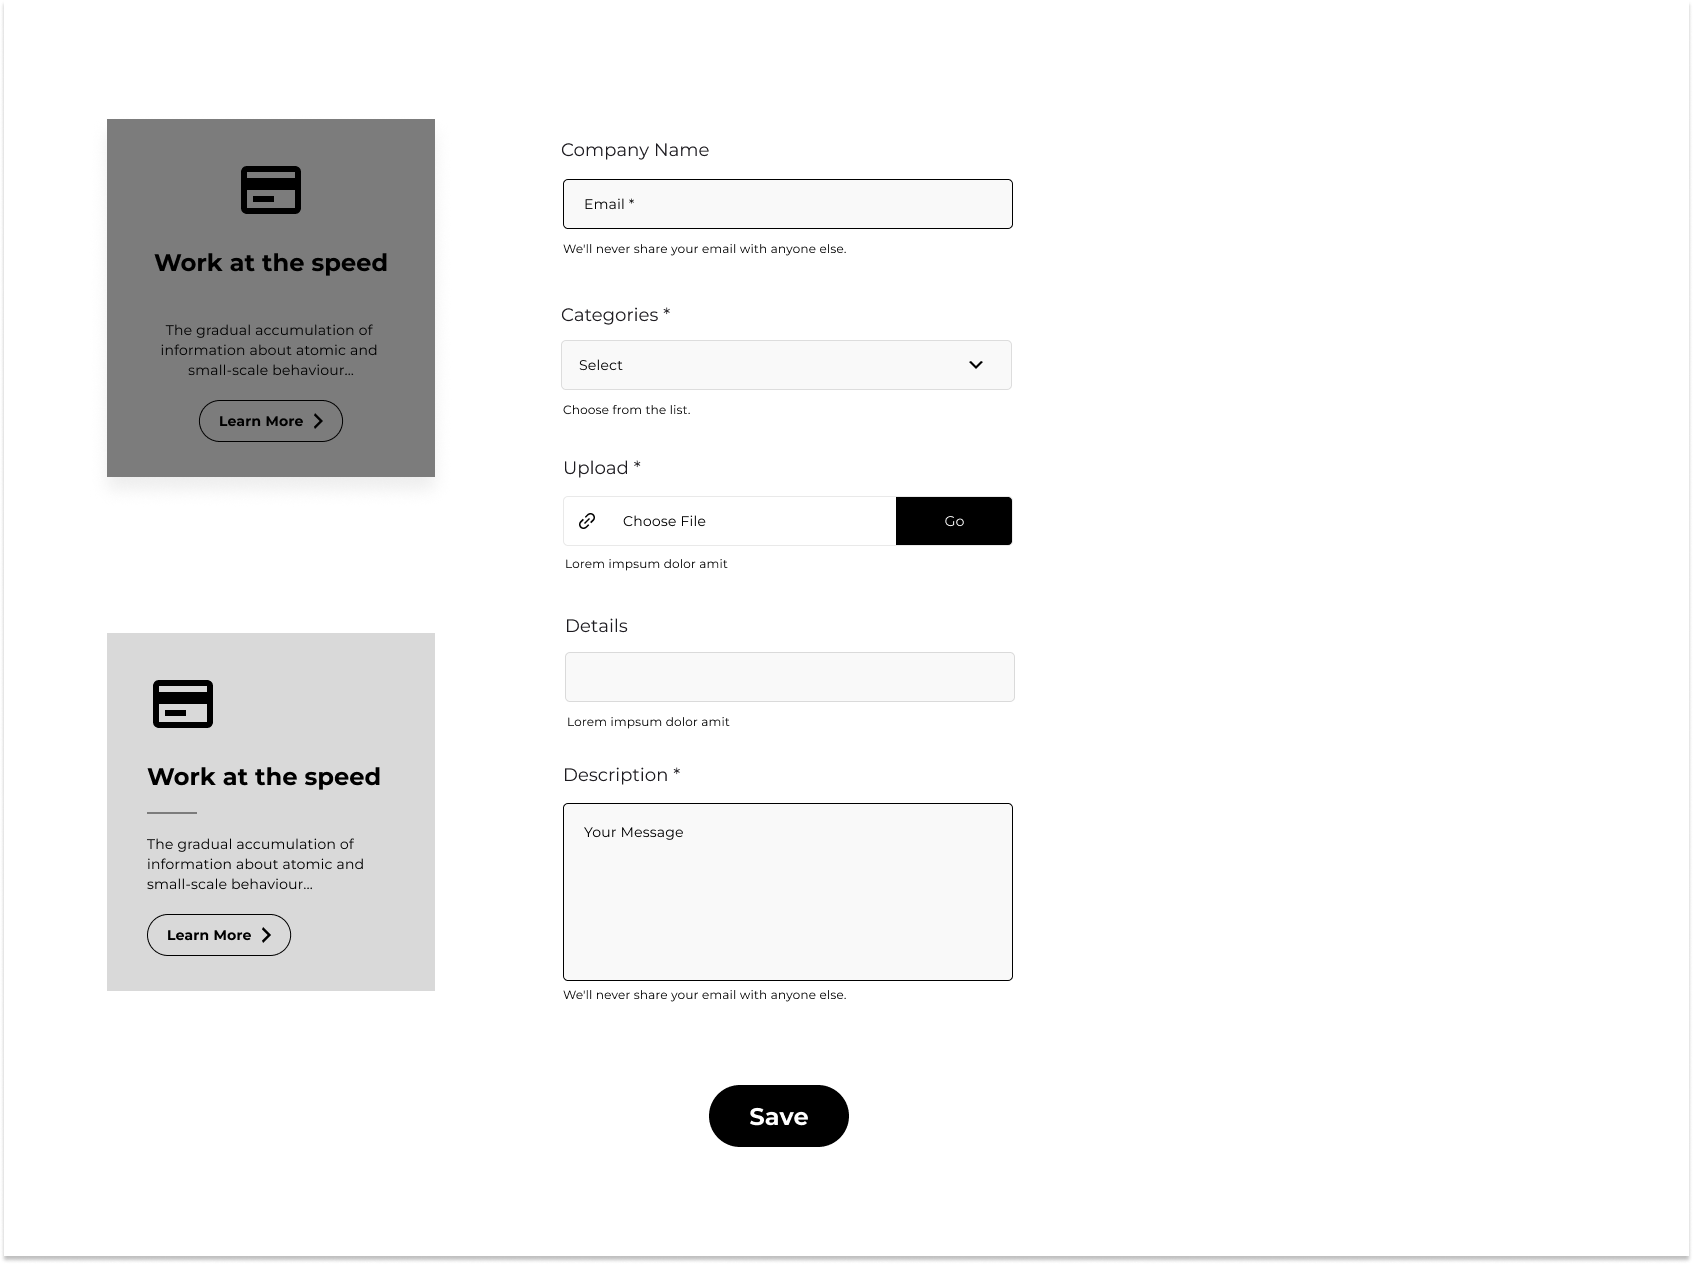 Work at the speed
The gradual accumulation of
information about atomic and
small-scale behaviour...
Learn More
Work at the speed
The gradual accumulation of
information about atomic and
small-scale behaviour...
Learn More
Company Name
Email *
We'll never share your email with anyone else.
Categories *
Select
Choose from the list.
Upload *
Choose File
Go
Lorem impsum dolor amit
Details
Lorem impsum dolor amit
Description *
Your Message
We'll never share your email with anyone else.
Save